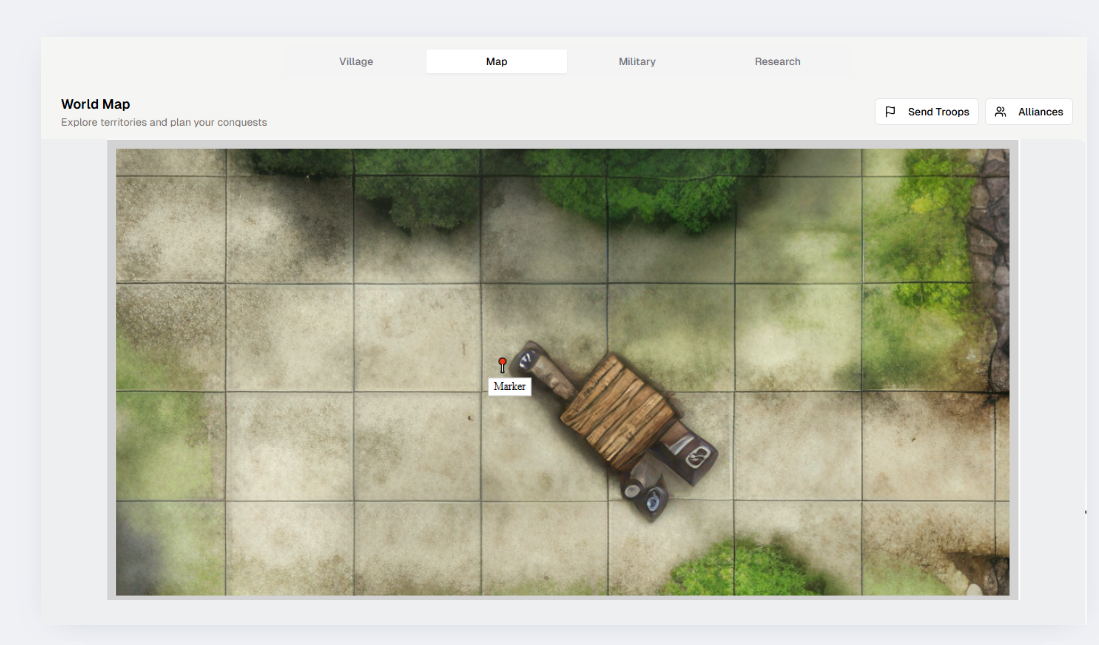 Village
Map
Military
Research
World Map
Explore territories and plan your conquests
Send Troops
Alliances
Marker